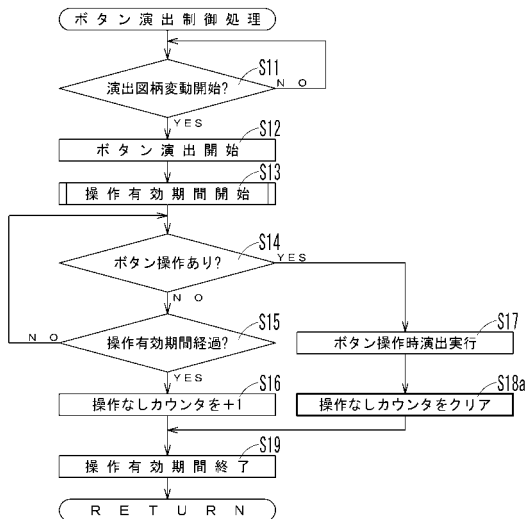 ボタン演出制御処理
S11
演出図柄変動開始?
NO
YES
S12
ボタン演出開始
S13
操作有効期間開始
S14
ボタン操作あり?
YES
NO
S15
操作有効期間経過?
NO
YES
S17
ボタン操作時演出実行
S16
操作なしカウンタを+1
S18a
操作なしカウンタをクリア
S19
操作有効期間終了
RETURN